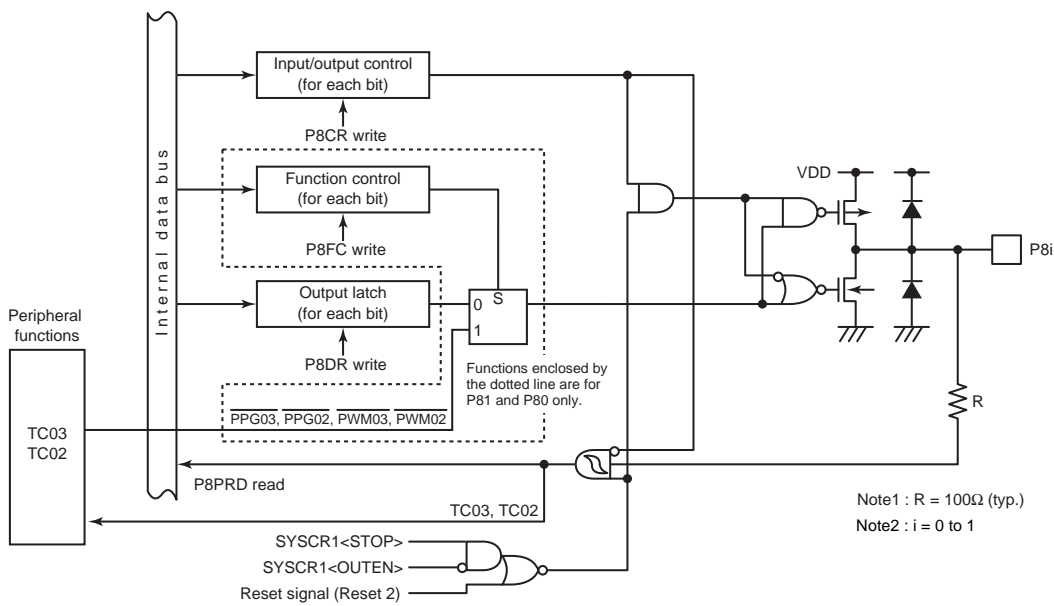 Internal data bus
Input/output control
(for each bit)
P8CR write
Function control
(for each bit)
P8FC write
Output latch
(for each bit)
P8DR write
0
S
1
Functions enclosed by
the dotted line are for
P81 and P80 only.
Peripheral
functions
TC03
TC02
PPG03, PPG02, PWM03, PWM02
P8PRD read
TC03, TC02
SYSCR1<STOP>
SYSCR1<OUTEN>
Reset signal (Reset 2)
VDD
P8i
R
Note1 : R = 100Ω (typ.)
Note2 : i = 0 to 1